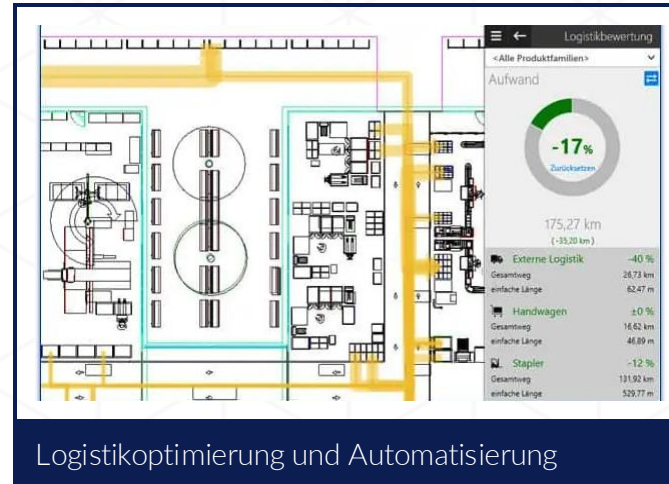 Logistikbewertung
<Alle Produktfamilien>
Aufwand
-17%
Zurücksetzen
175,27 km
(-35,20 km)
Externe Logistik -40 %
Gesamtweg 26,73 km
einfache Länge 62,47 m
Handwagen ±0 %
Gesamtweg 16,62 km
einfache Länge 46,89 m
Stapler -12 %
Gesamtweg 131,92 km
einfache Länge 529,77 m
Logistikoptimierung und Automatisierung